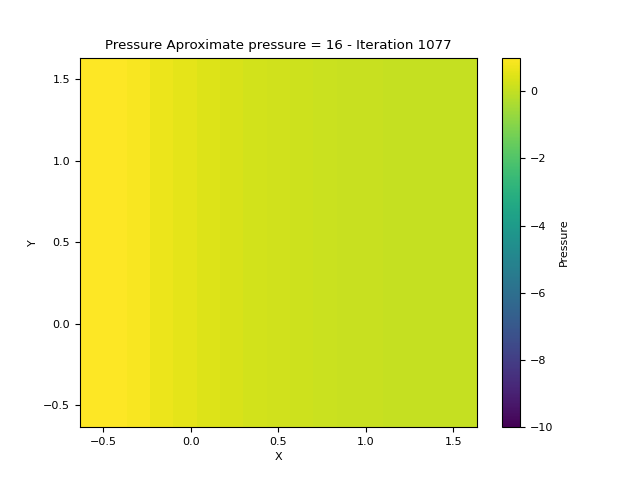 Pressure Aproximate pressure = 16 - Iteration 1077
1.5
1.0
0.5
0.0
−0.5
Y
−0.5 0.0 0.5 1.0 1.5
X
0
−2
−4
−6
−8
−10
Pressure